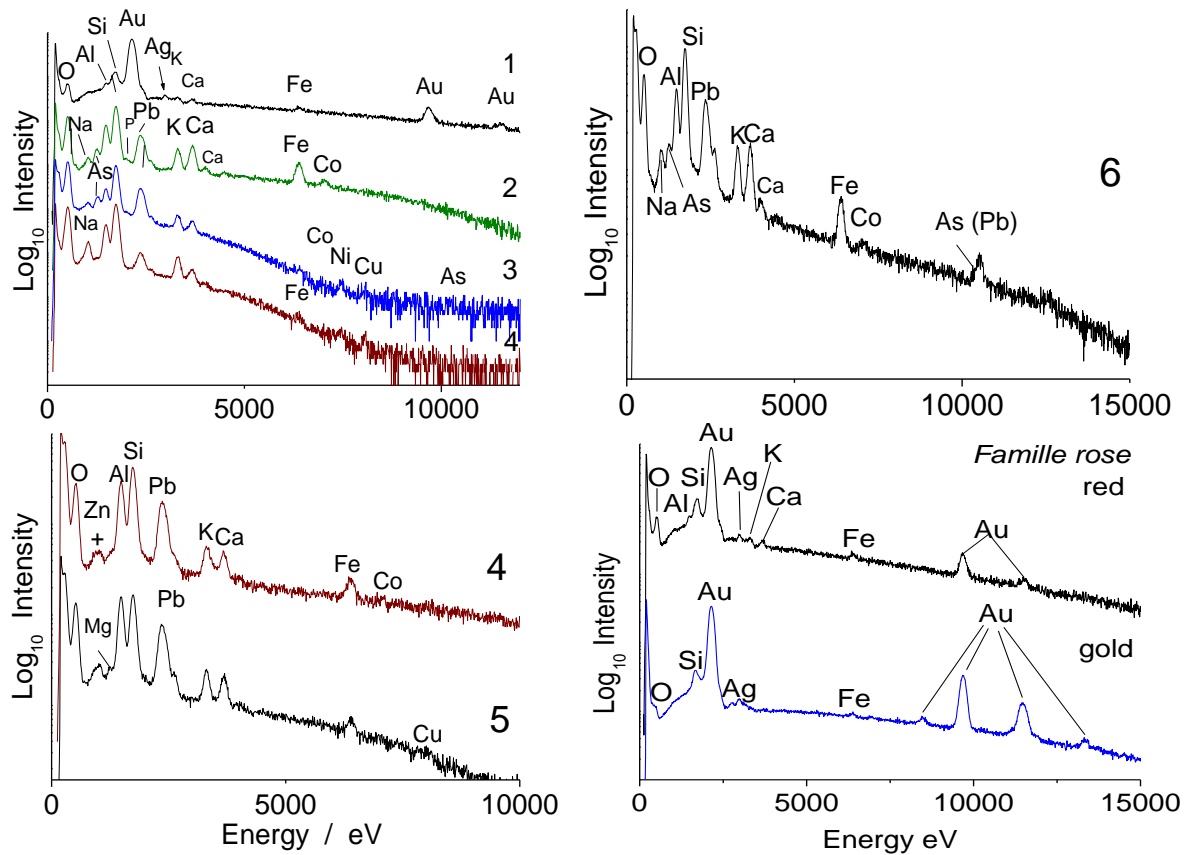 Si Au
Al Ag K
O Ca Fe Au Au 1
Na P Pb K Ca
Ca Fe Co
As 2
Na Co
Ni
Cu As 3
Fe 4
Log10 Intensity
0 5000 10000
Si
O Al
Pb
K Ca
Ca Fe 6
Na As Co As (Pb)
Log10 Intensity
0 5000 10000 15000
O Al Si
Zn Pb
+ K Ca
Fe Co 4
Mg Pb
Cu 5
Log10 Intensity
0 5000 10000
Energy / eV
Au Famille rose
K red
O Si Ag
Al Ca
Fe Au
Au Au
gold
Si
O Ag Fe
Log10 Intensity
0 5000 10000 15000
Energy eV